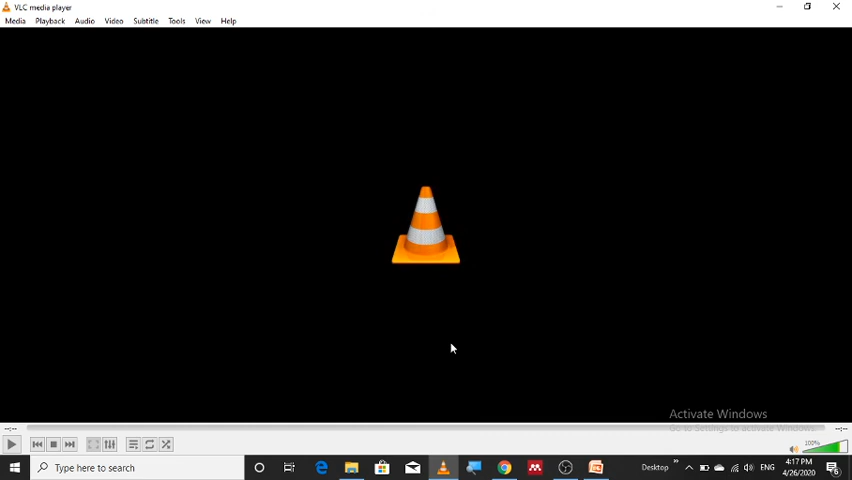 VLC media player
Media Playback Audio Video Subtitle Tools View Help
Activate Windows
Go to Settings to activate Windows.
--:-- --:--
100%
Type here to search
Desktop ENG
4:17 PM
4/26/2020
6